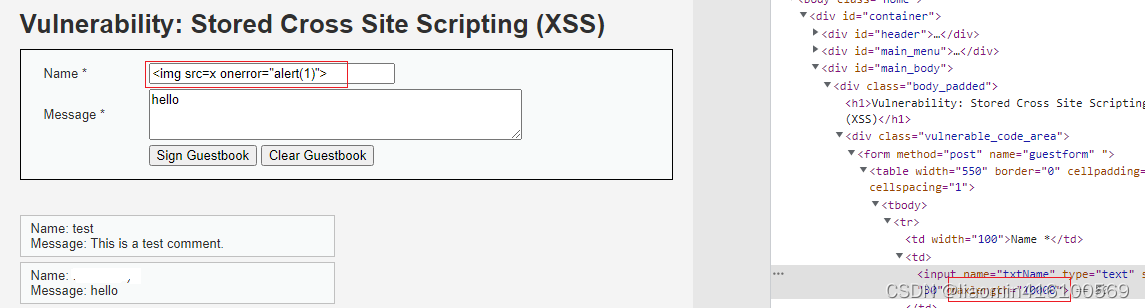 Vulnerability: Stored Cross Site Scripting (XSS)
Name *
<img src=x onerror="alert(1)">
Message *
hello
Sign Guestbook
Clear Guestbook
Name: test
Message: This is a test comment.
Name: . ,
Message: hello
<body class="home">
<div id="container">
<div id="header">…</div>
<div id="main_menu">…</div>
<div id="main_body">
<div class="body_padded">
<h1>Vulnerability: Stored Cross Site Scripting
(XSS)</h1>
<div class="vulnerable_code_area">
<form method="post" name="guestform" ">
<table width="550" border="0" cellpadding=
cellspacing="1">
<tbody>
<tr>
<td width="100">Name *</td>
<td>
<input name="txtName" type="text" s
"30" maxlength="10000"> == $0
</td>